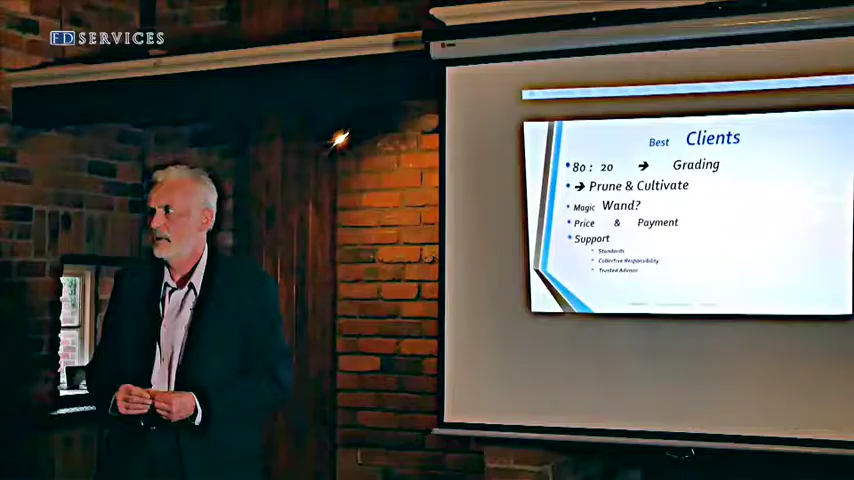 FD SERVICES
Best Clients
80 : 20 → Grading
→ Prune & Cultivate
Magic Wand?
Price & Payment
Support
Standards
Collective Responsibility
Trusted Advisor